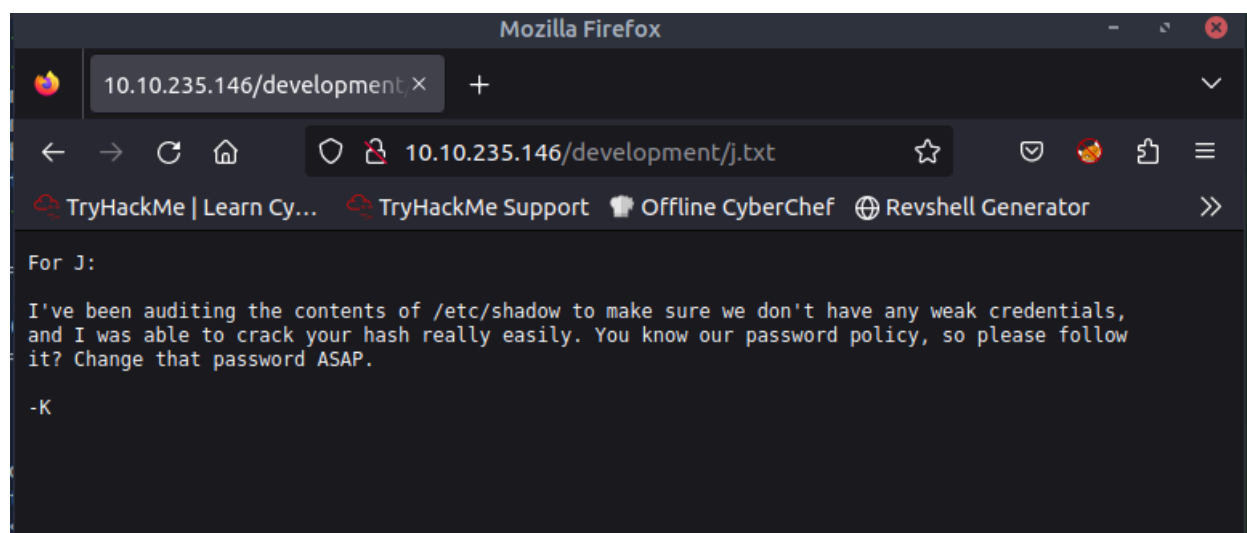 Mozilla Firefox
10.10.235.146/development/
10.10.235.146/development/j.txt
TryHackMe | Learn Cy… TryHackMe Support Offline CyberChef Revshell Generator
For J:
I've been auditing the contents of /etc/shadow to make sure we don't have any weak credentials,
and I was able to crack your hash really easily. You know our password policy, so please follow
it? Change that password ASAP.
-K